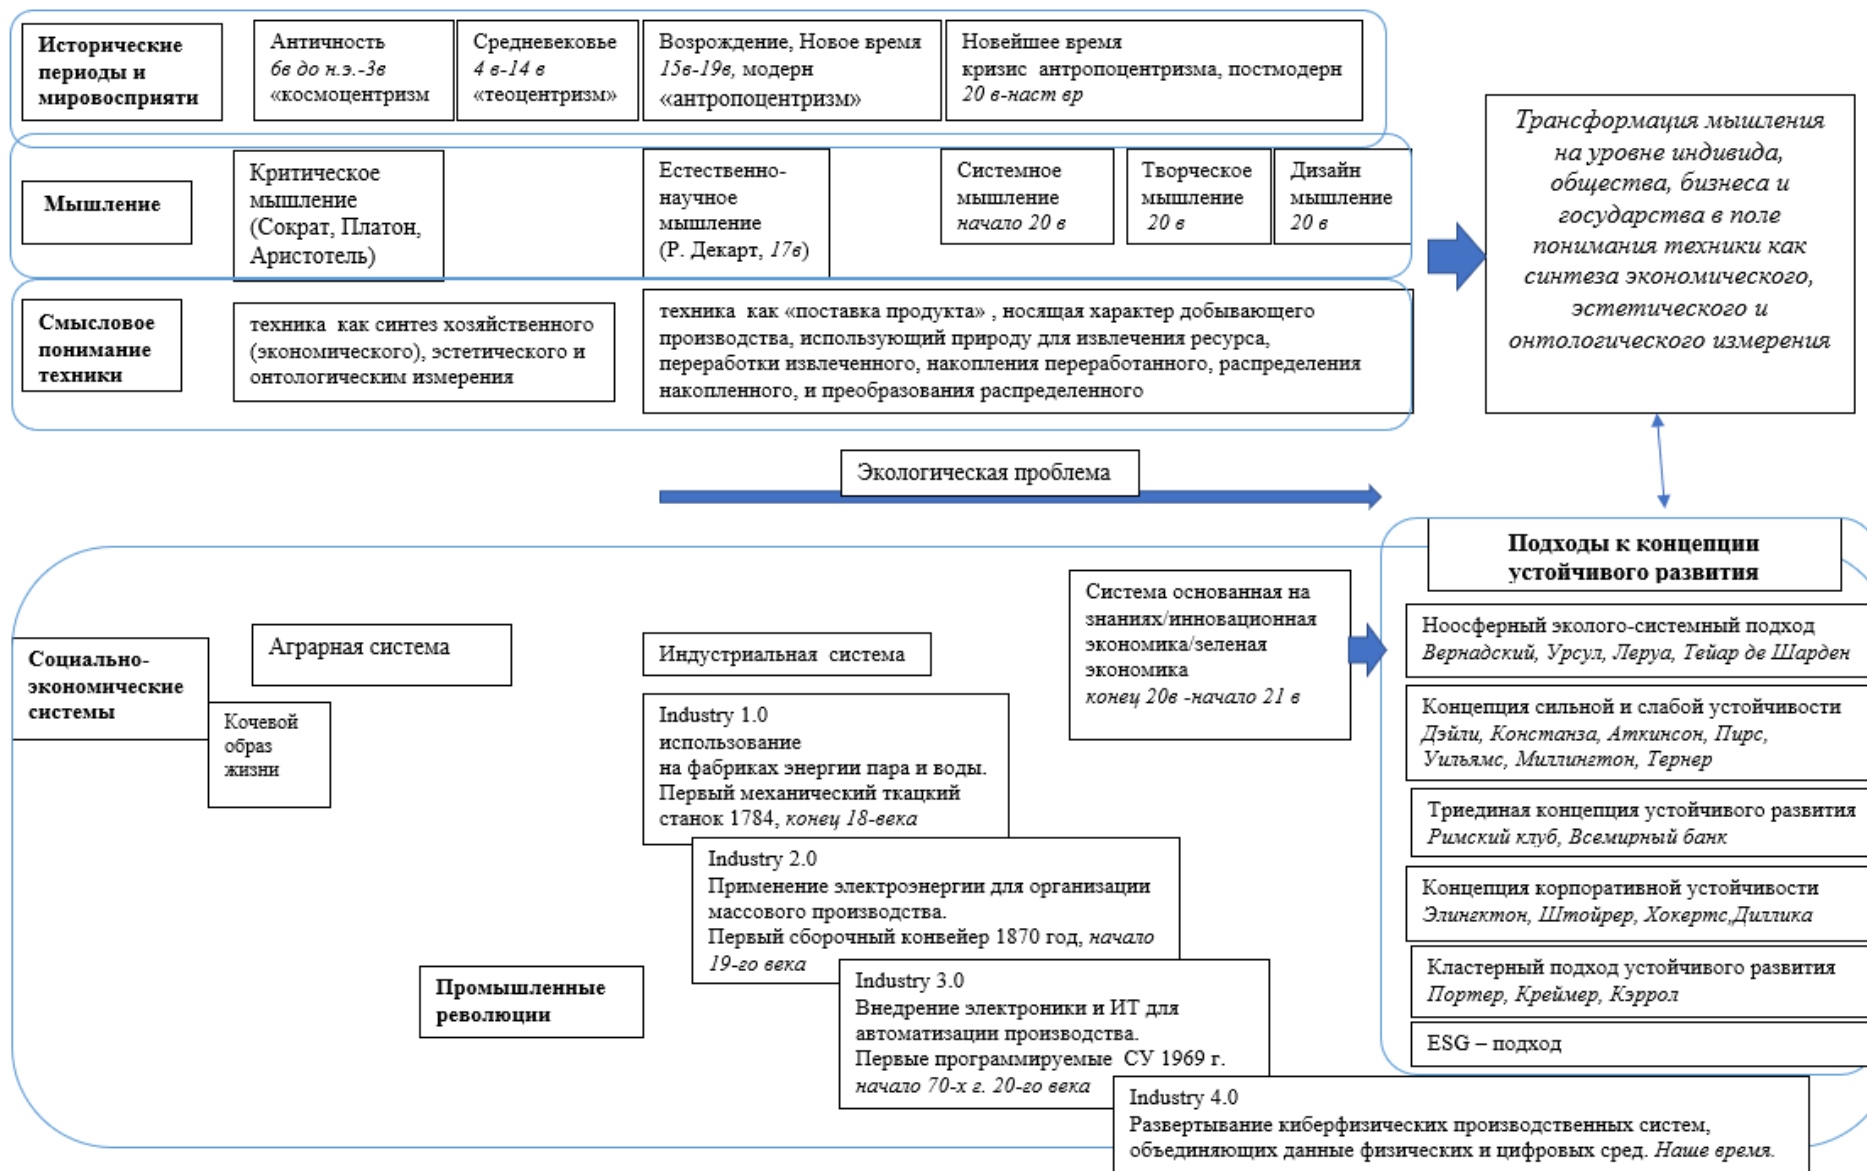 Исторические
периоды и
мировосприяти
Античность
6в до н.э.-3в
«космоцентризм
Средневековье
4 в-14 в
«теоцентризм»
Возрождение, Новое время
15в-19в, модерн
«антропоцентризм»
Новейшее время
кризис антропоцентризма, постмодерн
20 в-наст вр
Мышление
Критическое
мышление
(Сократ, Платон,
Аристотель)
Естественно-
научное
мышление
(Р. Декарт, 17в)
Системное
мышление
начало 20 в
Творческое
мышление
20 в
Дизайн
мышление
20 в
Смысловое
понимание
техники
техника как синтез хозяйственного
(экономического), эстетического и
онтологическим измерения
техника как «поставка продукта» , носящая характер добывающего
производства, использующий природу для извлечения ресурса,
переработки извлеченного, накопления переработанного, распределения
накопленного, и преобразования распределенного
Трансформация мышления
на уровне индивида,
общества, бизнеса и
государства в поле
понимания техники как
синтеза экономического,
эстетического и
онтологического измерения
Экологическая проблема
Социально-
экономические
системы
Кочевой
образ
жизни
Аграрная система
Индустриальная система
Система основанная на
знаниях/инновационная
экономика/зеленая
экономика
конец 20в -начало 21 в
Промышленные
революции
Industry 1.0
использование
на фабриках энергии пара и воды.
Первый механический ткацкий
станок 1784, конец 18-века
Industry 2.0
Применение электроэнергии для организации
массового производства.
Первый сборочный конвейер 1870 год, начало
19-го века
Industry 3.0
Внедрение электроники и ИТ для
автоматизации производства.
Первые программируемые СУ 1969 г.
начало 70-х г. 20-го века
Industry 4.0
Развертывание киберфизических производственных систем,
объединяющих данные физических и цифровых сред. Наше время.
Подходы к концепции
устойчивого развития
Ноосферный эколого-системный подход
Вернадский, Урсул, Леруа, Тейар де Шарден
Концепция сильной и слабой устойчивости
Дэйли, Констанза, Аткинсон, Пирс,
Уильямс, Миллингтон, Тернер
Триединая концепция устойчивого развития
Римский клуб, Всемирный банк
Концепция корпоративной устойчивости
Элингктон, Штойрер, Хокертс,Диллика
Кластерный подход устойчивого развития
Портер, Креймер, Кэррол
ESG – подход